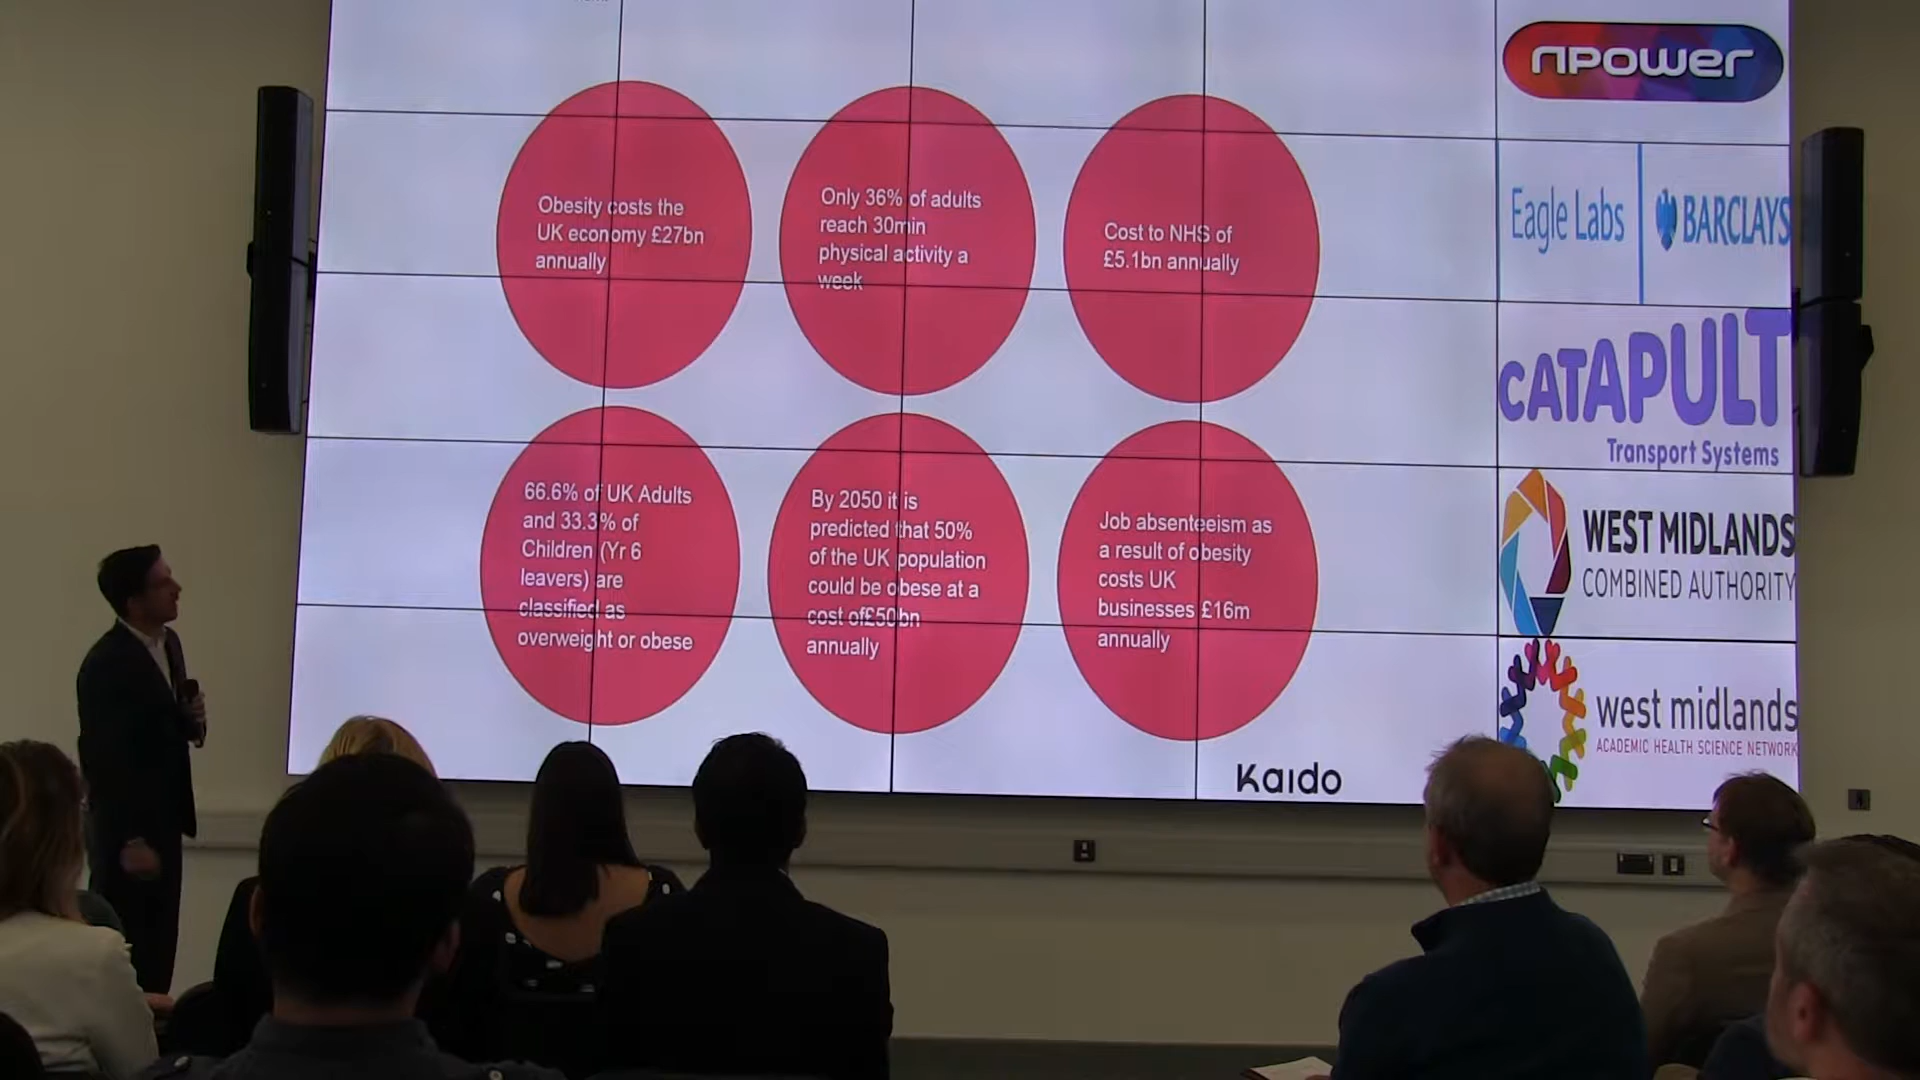 Obesity costs the
UK economy £27bn
annually
Only 36% of adults
reach 30min
physical activity a
week
Cost to NHS of
£5.1bn annually
66.6% of UK Adults
and 33.3% of
Children (Yr 6
leavers) are
classified as
overweight or obese
By 2050 it is
predicted that 50%
of the UK population
could be obese at a
cost of£50bn
annually
Job absenteeism as
a result of obesity
costs UK
businesses £16m
annually
Kaido
npower
Eagle Labs
BARCLAYS
CATAPULT
Transport Systems
WEST MIDLANDS
COMBINED AUTHORITY
west midlands
ACADEMIC HEALTH SCIENCE NETWORK